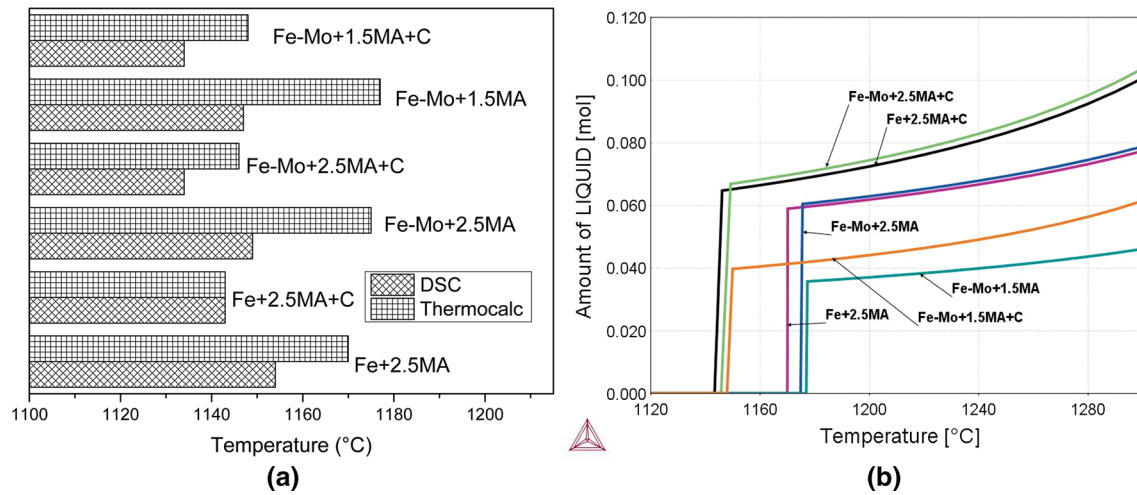 Fe-Mo+1.5MA+C
Fe-Mo+1.5MA
Fe-Mo+2.5MA+C
Fe-Mo+2.5MA
DSC
Thermocalc
Fe+2.5MA+C
Fe+2.5MA
1100 1120 1140 1160 1180 1200
Temperature (°C)
(a)
Amount of LIQUID [mol]
0.120
0.100
0.080
0.060
0.040
0.020
0.000
Fe-Mo+2.5MA+C
Fe+2.5MA+C
Fe-Mo+2.5MA
Fe-Mo+1.5MA
Fe+2.5MA
Fe-Mo+1.5MA+C
1120 1160 1200 1240 1280
Temperature [°C]
(b)